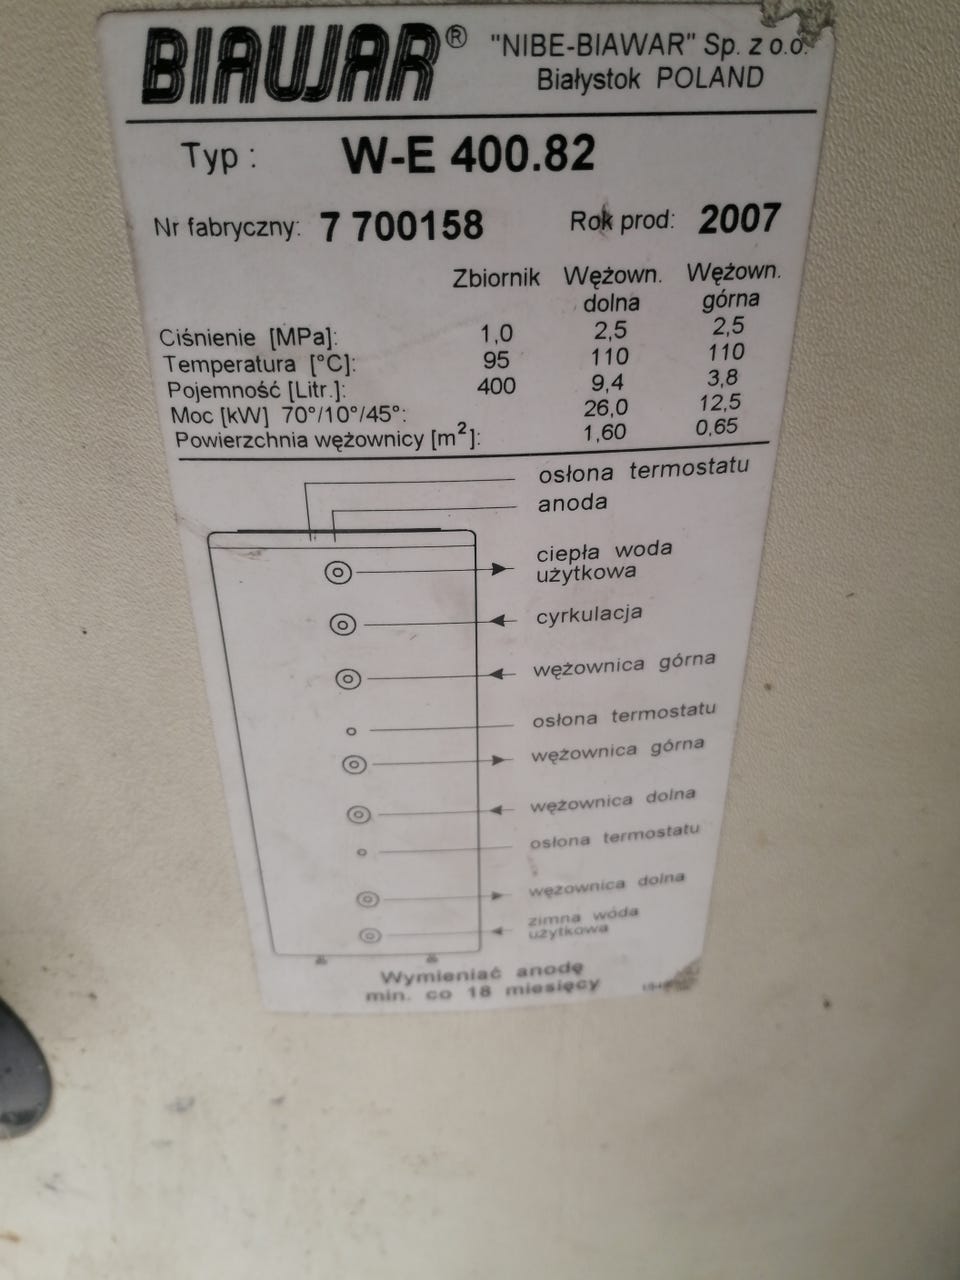 BIAWAR® "NIBE-BIAWAR" Sp. z o.o.
Białystok POLAND
Typ : W-E 400.82
Nr fabryczny: 7 700158 Rok prod: 2007
Zbiornik Wężown. dolna Wężown. górna
Ciśnienie [MPa]: 1,0 2,5 2,5
Temperatura [°C]: 95 110 110
Pojemność [Litr.]: 400 9,4 3,8
Moc [kW] 70°/10°/45°: 26,0 12,5
Powierzchnia wężownicy [m²]: 1,60 0,65
osłona termostatu
anoda
ciepła woda
użytkowa
cyrkulacja
wężownica górna
osłona termostatu
wężownica górna
wężownica dolna
osłona termostatu
wężownica dolna
zimna woda
użytkowa
Wymieniać anodę
min. co 18 miesięcy